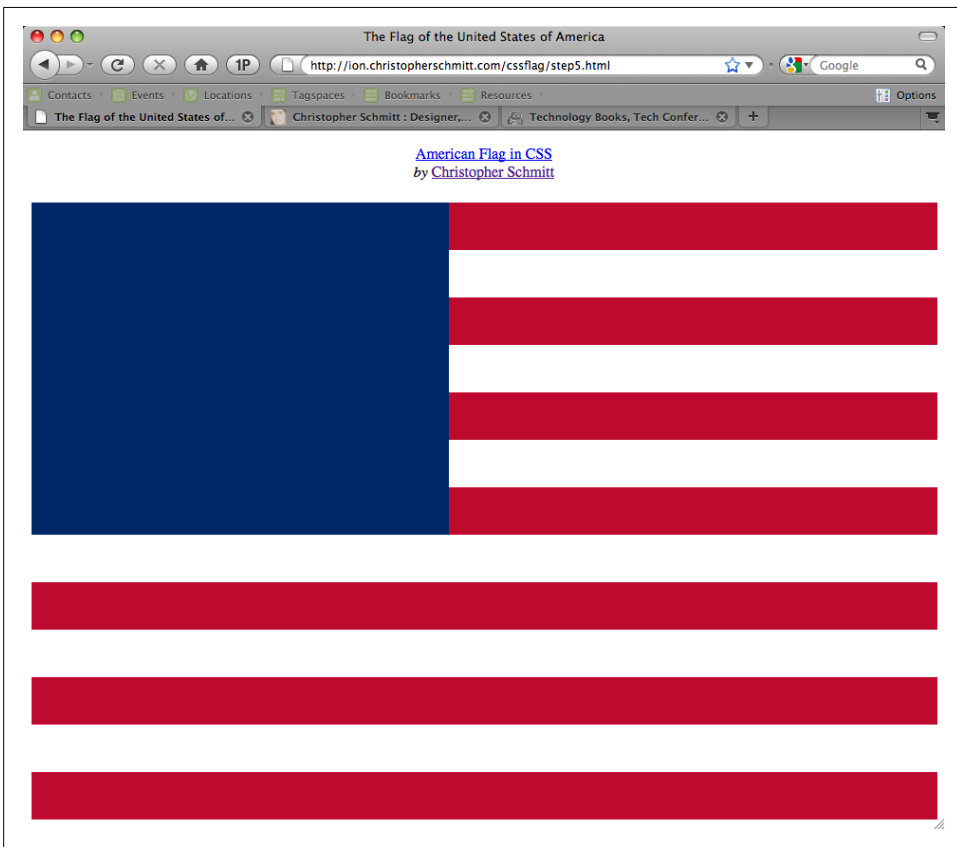 The Flag of the United States of America
1P http://ion.christopherschmitt.com/cssflag/step5.html Google
Contacts Events Locations Tagspaces Bookmarks Resources Options
The Flag of the United States of... Christopher Schmitt : Designer,... Technology Books, Tech Confer... +
American Flag in CSS
by Christopher Schmitt